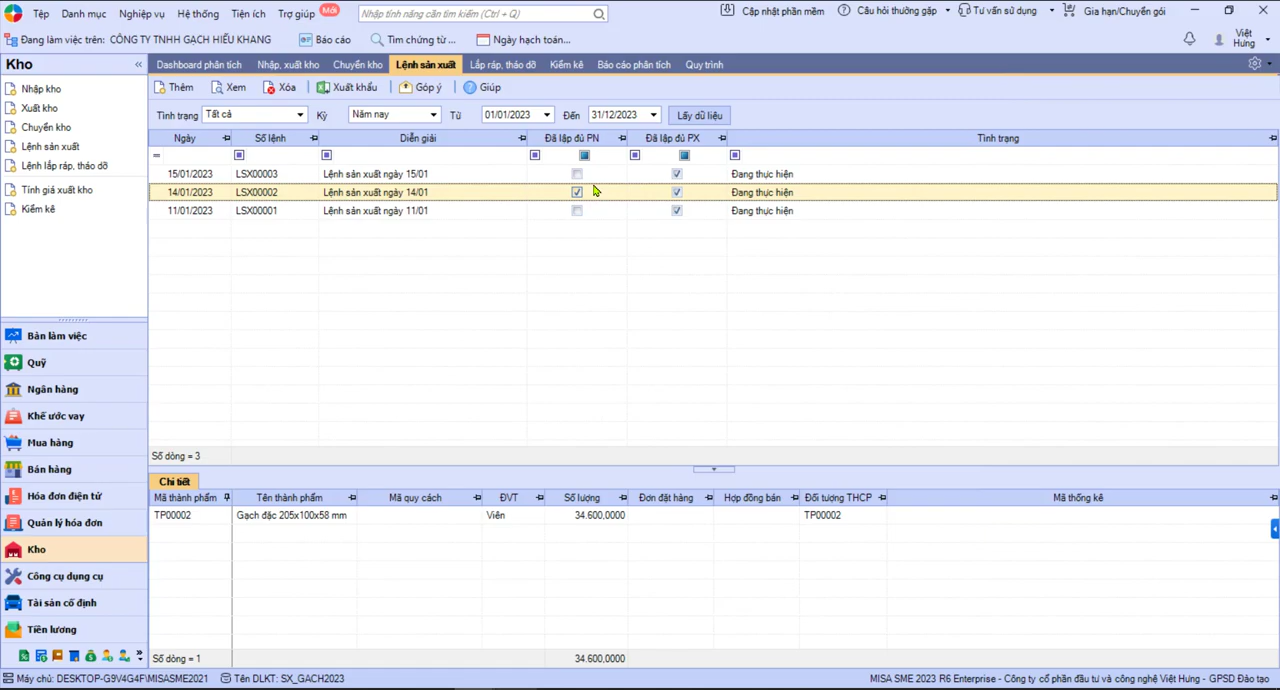 Tệp Danh mục Nghiệp vụ Hệ thống Tiện ích Trợ giúp Mới Nhập tính năng cần tìm kiếm (Ctrl + Q) Cập nhật phần mềm Câu hỏi thường gặp Tư vấn sử dụng Gia hạn/Chuyển gói
Đang làm việc trên: CÔNG TY TNHH GẠCH HIẾU KHANG Báo cáo Tìm chứng từ ... Ngày hạch toán... Việt Hưng
Kho « Dashboard phân tích Nhập, xuất kho Chuyển kho Lệnh sản xuất Lắp ráp, tháo dỡ Kiểm kê Báo cáo phân tích Quy trình
Nhập kho
Xuất kho
Chuyển kho
Lệnh sản xuất
Lệnh lắp ráp, tháo dỡ
Tính giá xuất kho
Kiểm kê
Bàn làm việc
Quỹ
Ngân hàng
Khế ước vay
Mua hàng
Bán hàng
Hóa đơn điện tử
Quản lý hóa đơn
Kho
Công cụ dụng cụ
Tài sản cố định
Tiền lương
Thêm Xem Xóa Xuất khẩu Góp ý Giúp
Tình trạng Tất cả Kỳ Năm nay Từ 01/01/2023 Đến 31/12/2023 Lấy dữ liệu
Ngày Số lệnh Diễn giải Đã lập đủ PN Đã lập đủ PX Tình trạng
=
15/01/2023 LSX00003 Lệnh sản xuất ngày 15/01 Đang thực hiện
14/01/2023 LSX00002 Lệnh sản xuất ngày 14/01 Đang thực hiện
11/01/2023 LSX00001 Lệnh sản xuất ngày 11/01 Đang thực hiện
Số dòng = 3
Chi tiết
Mã thành phẩm Tên thành phẩm Mã quy cách ĐVT Số lượng Đơn đặt hàng Hợp đồng bán Đối tượng THCP Mã thống kê
TP00002 Gạch đặc 205x100x58 mm Viên 34.600,0000 TP00002
Số dòng = 1 34.600,0000
Máy chủ: DESKTOP-G9V4G4F\MISASME2021 Tên DLKT: SX_GACH2023 MISA SME 2023 R6 Enterprise - Công ty cổ phần đầu tư và công nghệ Việt Hưng - GPSD Đào tạo